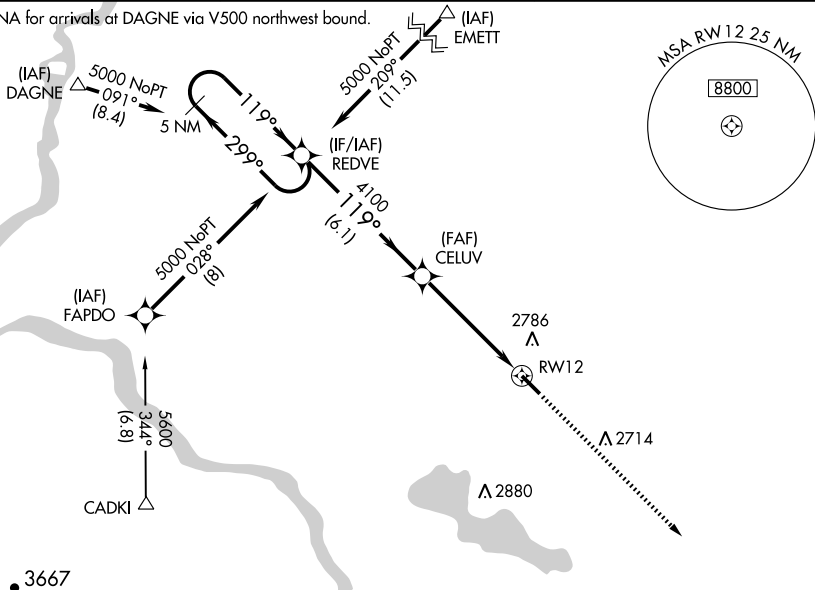 NA for arrivals at DAGNE via V500 northwest bound.
(IAF)
EMETT
5000 NoPT
209°
(11.5)
MSA RW12 25 NM
8800
(IAF)
DAGNE
5000 NoPT
091°
(8.4)
5 NM
119°
299°
(IF/IAF)
REDVE
4100
119°
(6.1)
(FAF)
CELUV
5000 NoPT
028°
(8)
(IAF)
FAPDO
2786
RW12
5600
344°
(6.8)
2714
CADKI
2880
3667